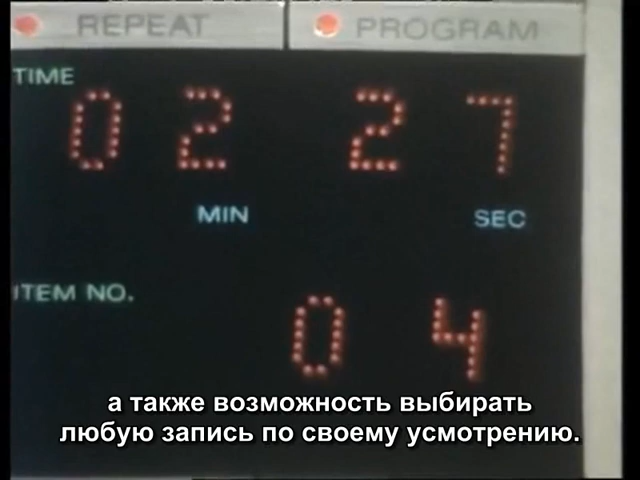 REPEAT PROGRAM
TIME
02 27
MIN SEC
ITEM NO.
04
а также возможность выбирать
любую запись по своему усмотрению.